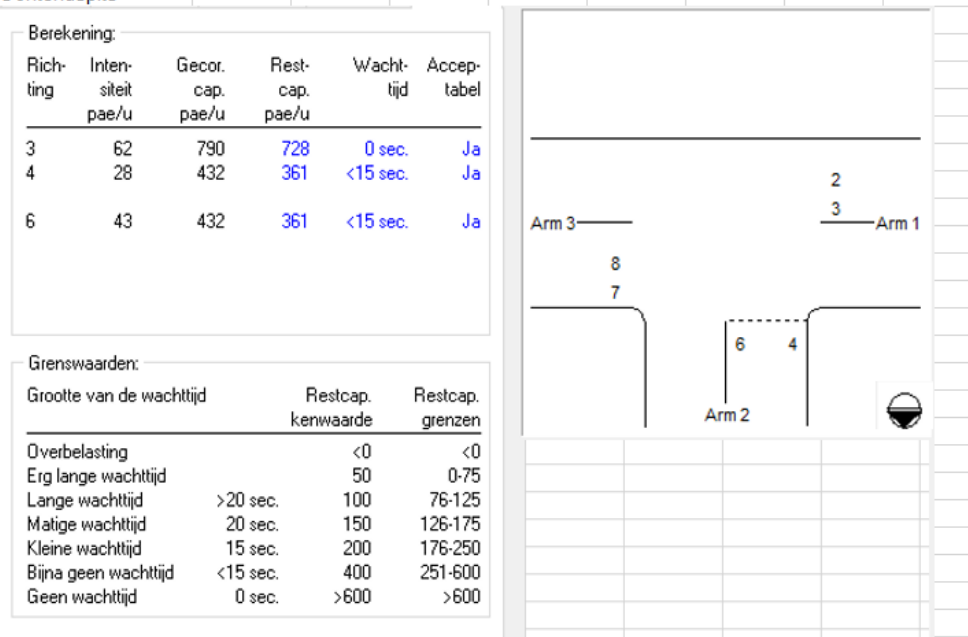 Berekening:
Rich- Inten- Gecor. Rest- Wacht- Accep-
ting siteit cap. cap. tijd tabel
pae/u pae/u pae/u
3 62 790 728 0 sec. Ja
4 28 432 361 <15 sec. Ja
6 43 432 361 <15 sec. Ja
Grenswaarden:
Grootte van de wachttijd Restcap. Restcap.
kenwaarde grenzen
Overbelasting <0 <0
Erg lange wachttijd 50 0-75
Lange wachttijd >20 sec. 100 76-125
Matige wachttijd 20 sec. 150 126-175
Kleine wachttijd 15 sec. 200 176-250
Bijna geen wachttijd <15 sec. 400 251-600
Geen wachttijd 0 sec. >600 >600
2
3
Arm 3 Arm 1
8
7
6 4
Arm 2